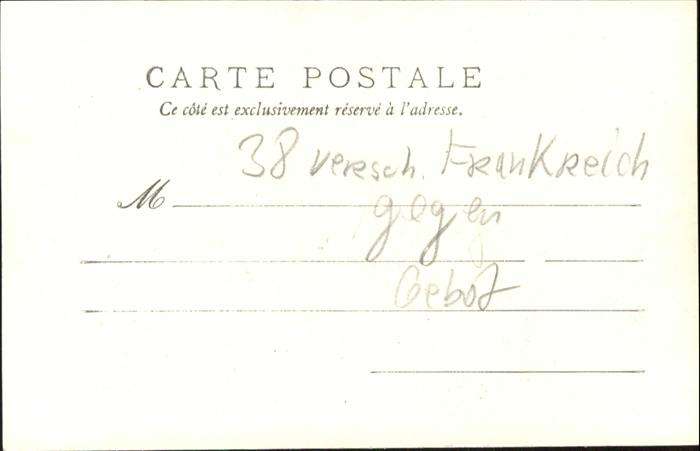 CARTE POSTALE
Ce côté est exclusivement réservé à l'adresse.
38 versch. Frankreich
M
gegen
Gebot